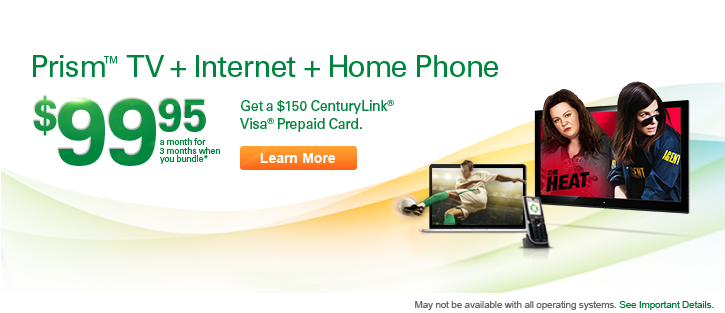 Prism™ TV + Internet + Home Phone
$99.95
a month for
3 months when
you bundle*
Get a $150 CenturyLink®
Visa® Prepaid Card.
Learn More
THE
HEAT
AGENT
AGENT
May not be available with all operating systems. See Important Details.